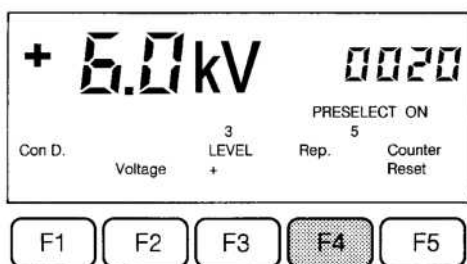 + 6.0 kV 0020
PRESELECT ON
3 5
Con D. LEVEL Rep. Counter
Voltage + Reset
F1 F2 F3 F4 F5